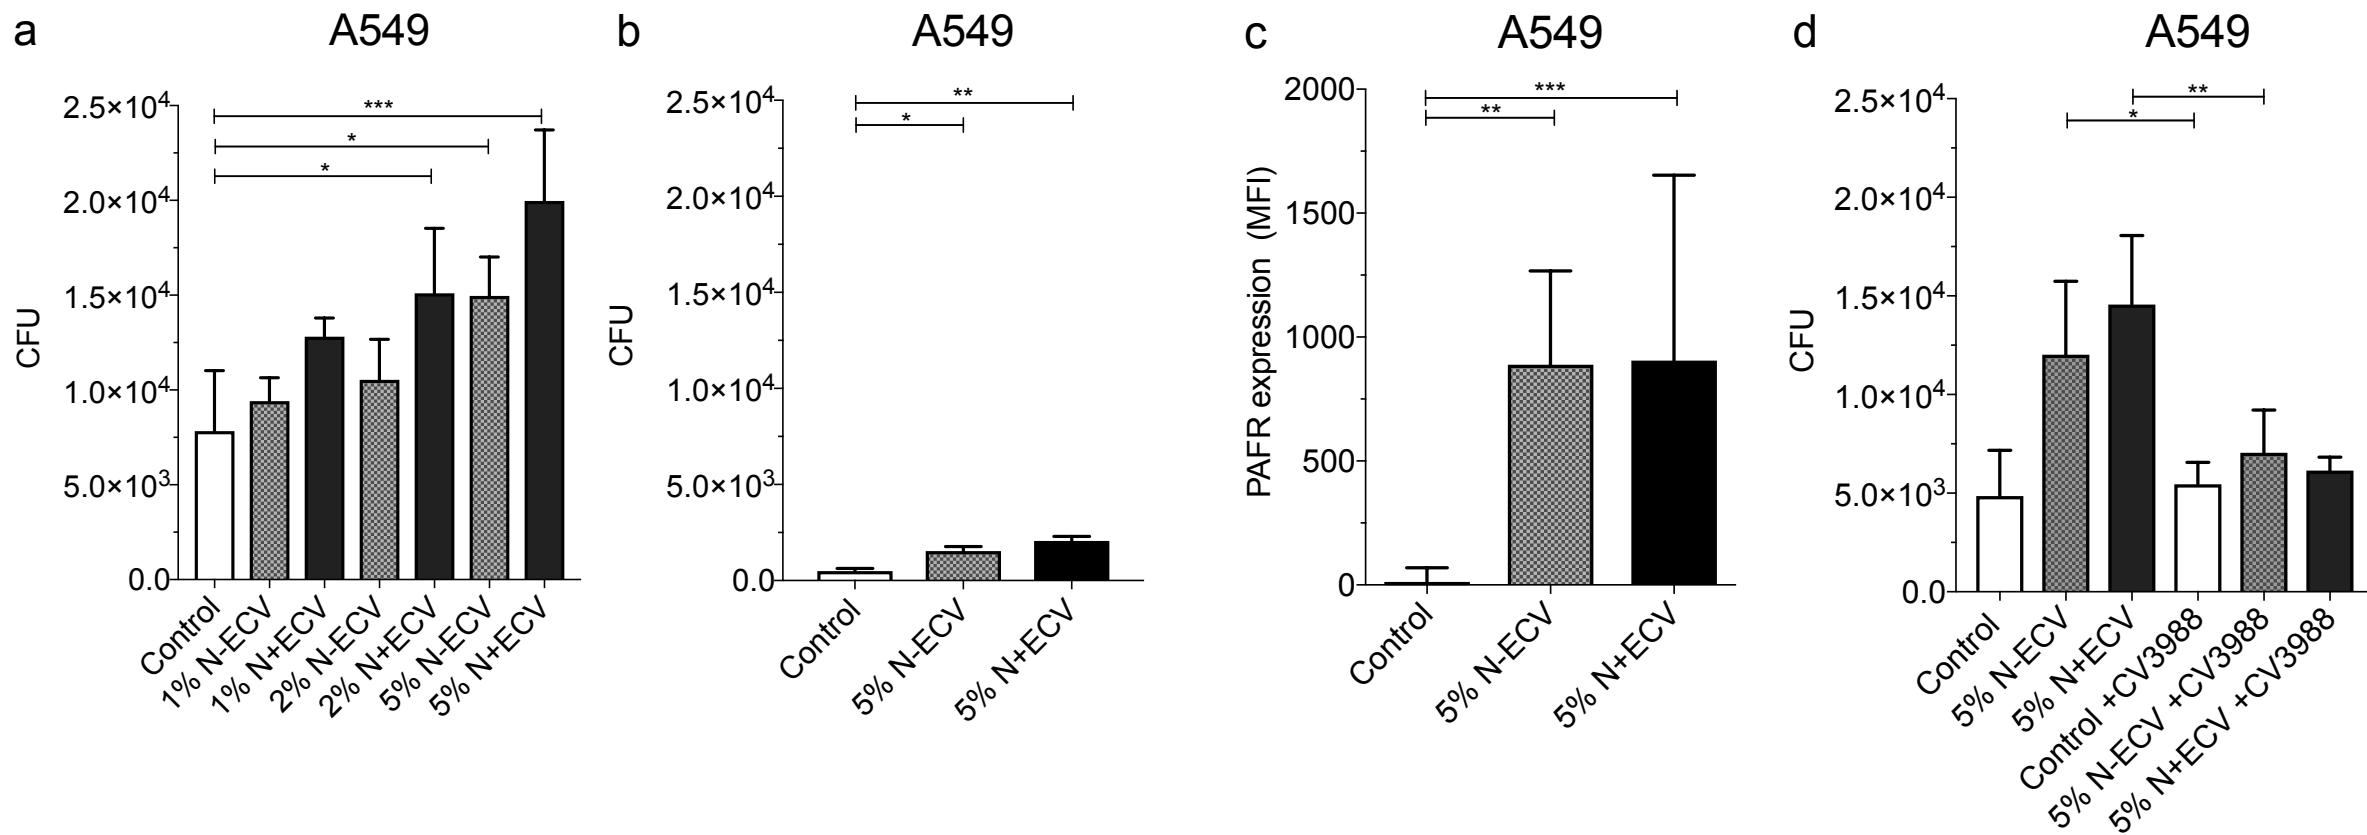 a
A549
CFU
2.5×10⁴
2.0×10⁴
1.5×10⁴
1.0×10⁴
5.0×10³
0.0
***
*
*
Control
1% N-ECV
1% N+ECV
2% N-ECV
2% N+ECV
5% N-ECV
5% N+ECV
b
A549
CFU
2.5×10⁴
2.0×10⁴
1.5×10⁴
1.0×10⁴
5.0×10³
0.0
**
*
Control
5% N-ECV
5% N+ECV
c
A549
PAFR expression (MFI)
2000
1500
1000
500
0
***
**
Control
5% N-ECV
5% N+ECV
d
A549
CFU
2.5×10⁴
2.0×10⁴
1.5×10⁴
1.0×10⁴
5.0×10³
0.0
**
*
Control
5% N-ECV
5% N+ECV
Control +CV3988
5% N-ECV +CV3988
5% N+ECV +CV3988